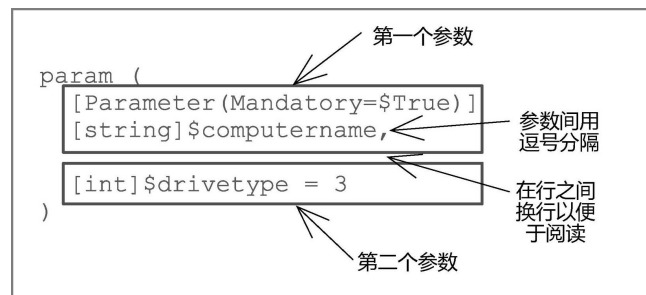 第一个参数
param (
[Parameter(Mandatory=$True)]
[string]$computername,
参数间用
逗号分隔
[int]$drivetype = 3
)
在行之间
换行以便
于阅读
第二个参数